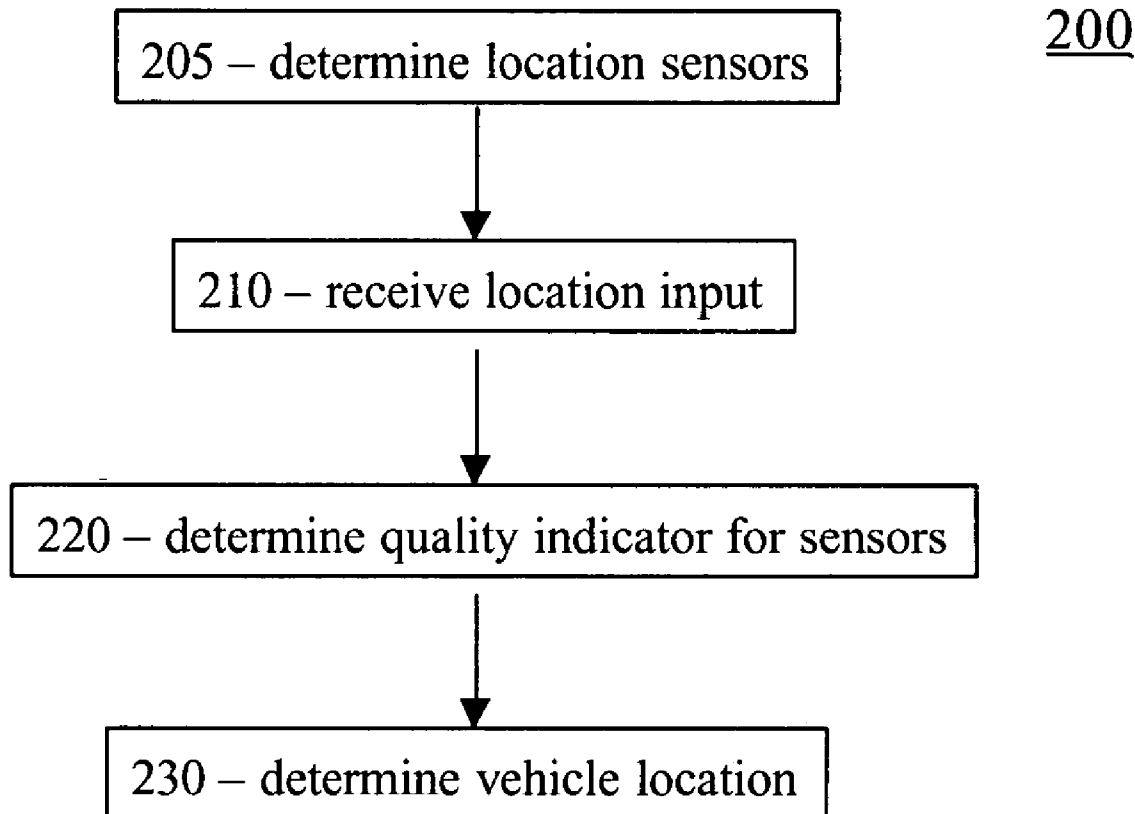 200
205 – determine location sensors
210 – receive location input
220 – determine quality indicator for sensors
230 – determine vehicle location